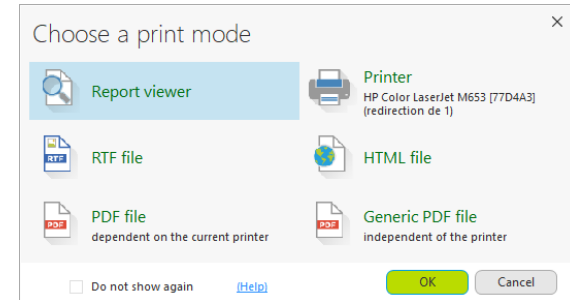 Choose a print mode
Report viewer
Printer
HP Color LaserJet M653 [77D4A3]
(redirection de 1)
RTF
RTF file
HTML file
PDF
PDF file
dependent on the current printer
PDF
Generic PDF file
independent of the printer
Do not show again
(Help)
OK
Cancel